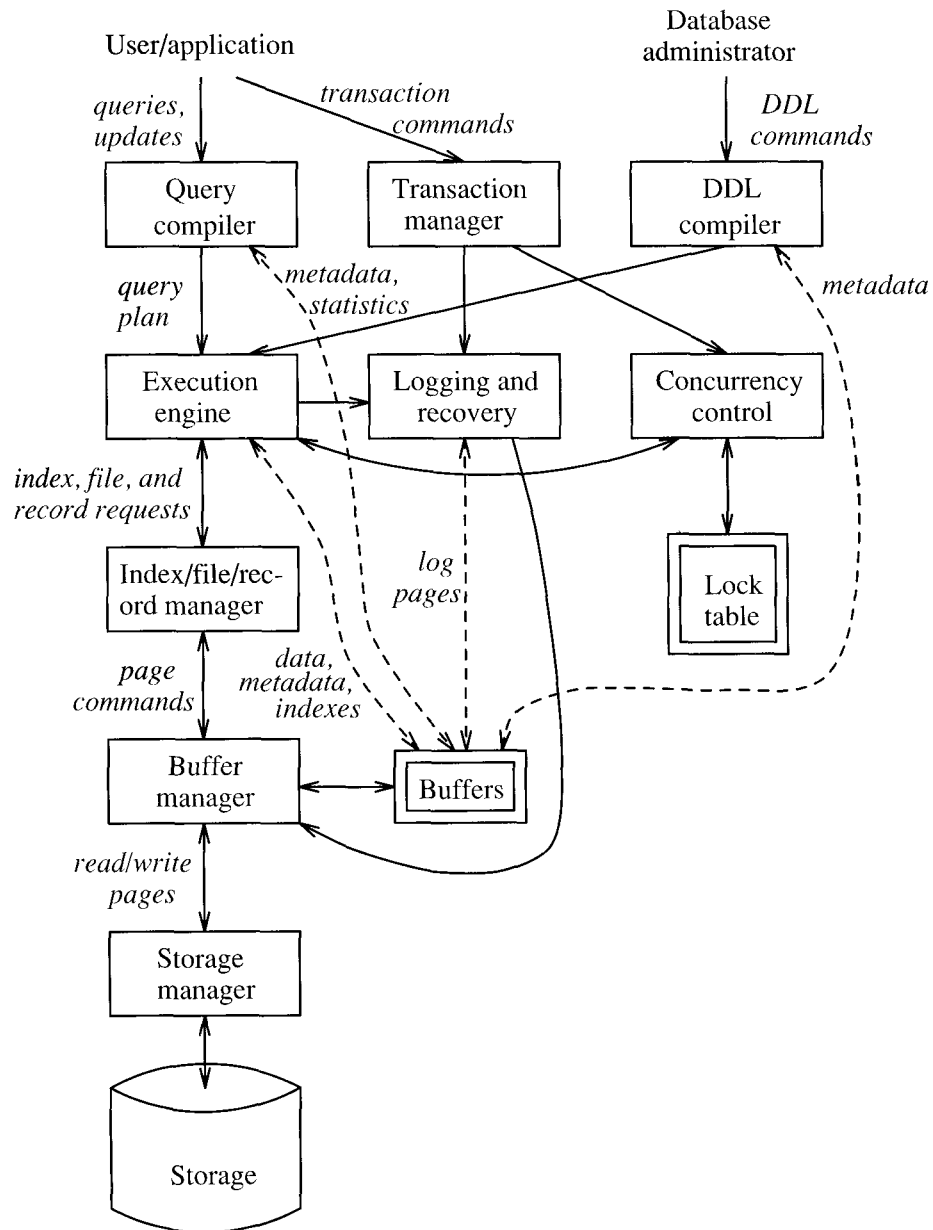 User/application
Database
administrator
queries,
updates
transaction
commands
DDL
commands
Query
compiler
Transaction
manager
DDL
compiler
query
plan
metadata,
statistics
metadata
Execution
engine
Logging and
recovery
Concurrency
control
index, file, and
record requests
log
pages
Index/file/rec-
ord manager
Lock
table
page
commands
data,
metadata,
indexes
Buffer
manager
Buffers
read/write
pages
Storage
manager
Storage